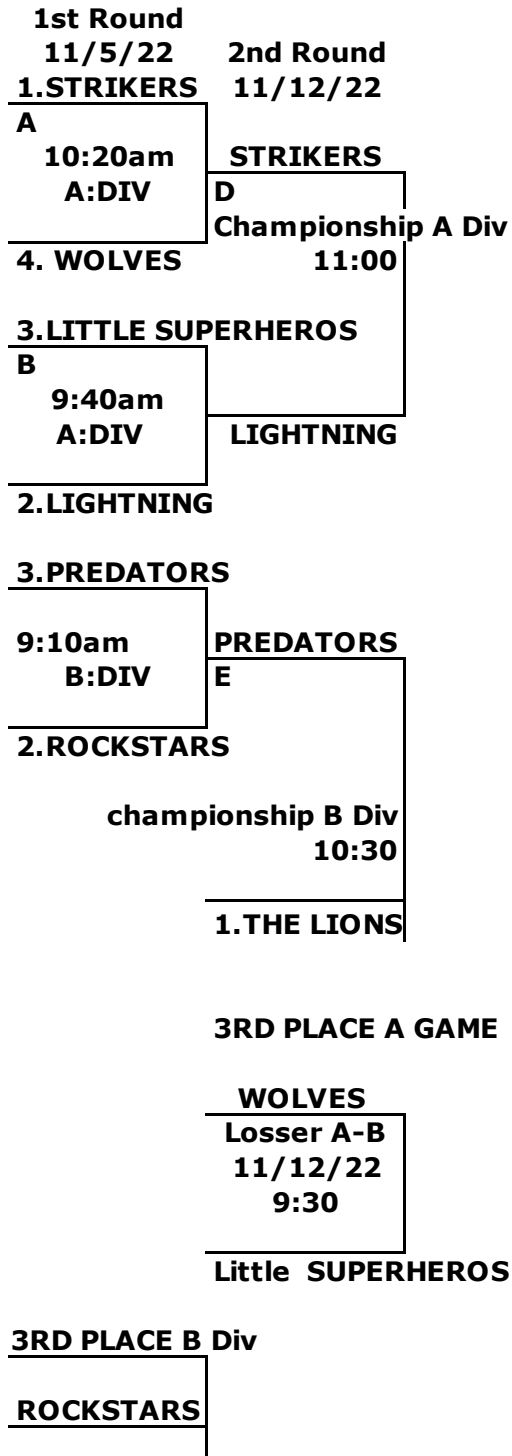 1st Round
11/5/22 2nd Round
1.STRIKERS 11/12/22
A
10:20am STRIKERS
A:DIV D
Championship A Div
4. WOLVES 11:00
3.LITTLE SUPERHEROS
B
9:40am
A:DIV LIGHTNING
2.LIGHTNING
3.PREDATORS
9:10am PREDATORS
B:DIV E
2.ROCKSTARS
championship B Div
10:30
1.THE LIONS
3RD PLACE A GAME
WOLVES
Losser A-B
11/12/22
9:30
Little SUPERHEROS
3RD PLACE B Div
ROCKSTARS